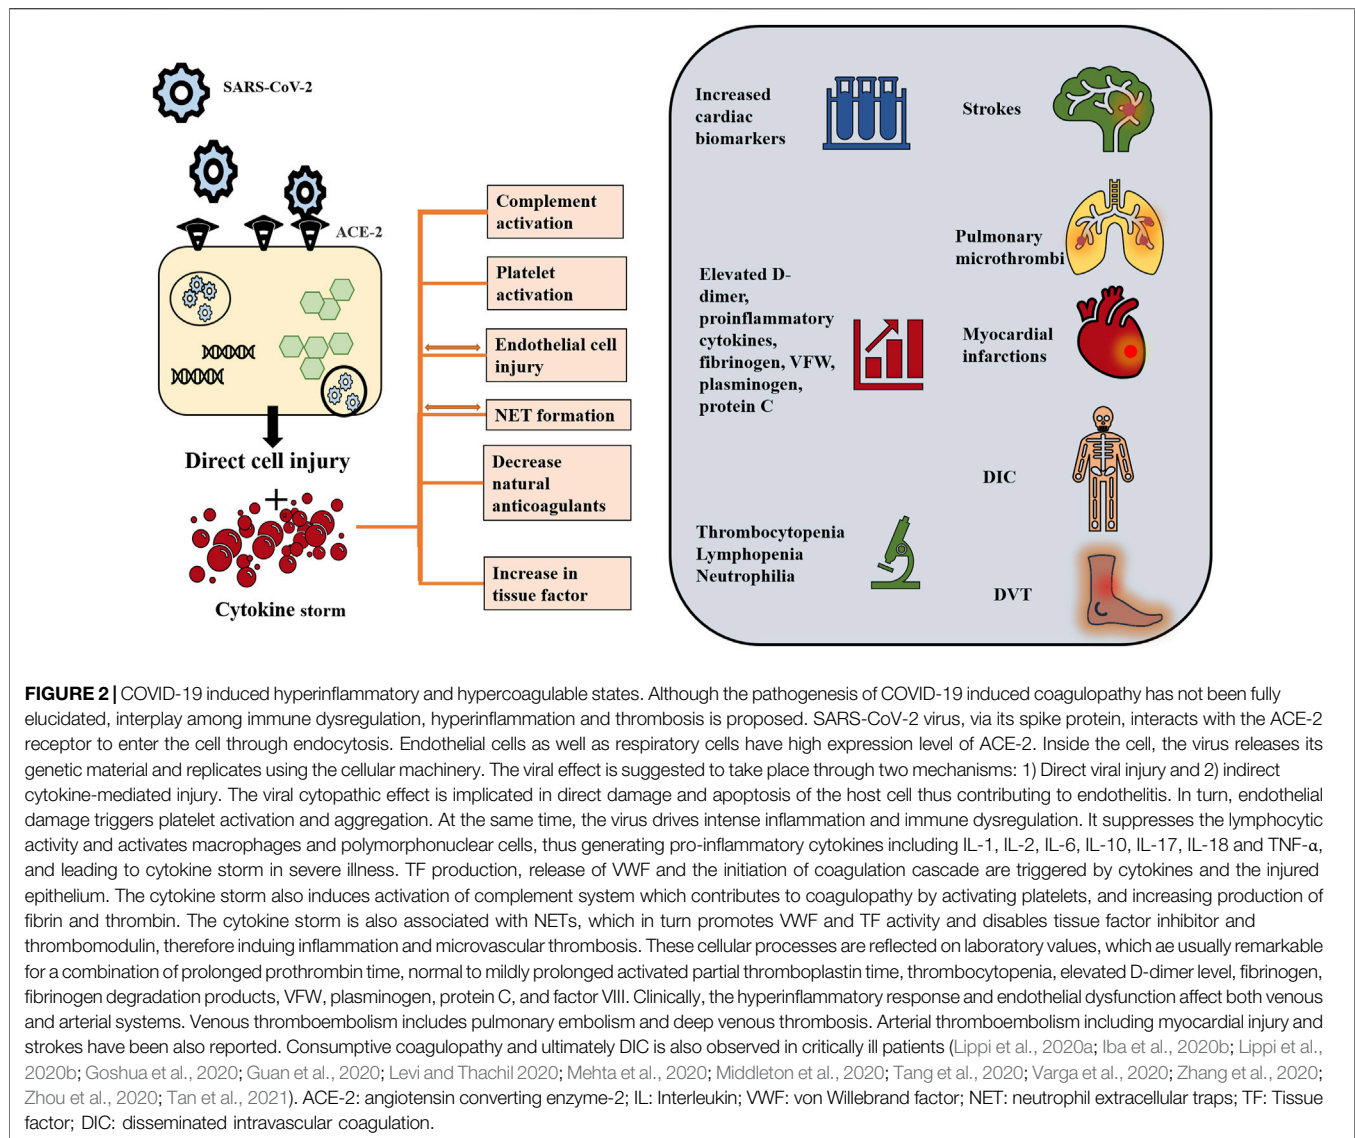 SARS-CoV-2
ACE-2
Direct cell injury
+
Cytokine storm
Complement
activation
Platelet
activation
Endothelial cell
injury
NET formation
Decrease
natural
anticoagulants
Increase in
tissue factor
Increased
cardiac
biomarkers
Elevated D-
dimer,
proinflammatory
cytokines,
fibrinogen, VFW,
plasminogen,
protein C
Thrombocytopenia
Lymphopenia
Neutrophilia
Strokes
Pulmonary
microthrombi
Myocardial
infarctions
DIC
DVT
FIGURE 2 | COVID-19 induced hyperinflammatory and hypercoagulable states. Although the pathogenesis of COVID-19 induced coagulopathy has not been fully
elucidated, interplay among immune dysregulation, hyperinflammation and thrombosis is proposed. SARS-CoV-2 virus, via its spike protein, interacts with the ACE-2
receptor to enter the cell through endocytosis. Endothelial cells as well as respiratory cells have high expression level of ACE-2. Inside the cell, the virus releases its
genetic material and replicates using the cellular machinery. The viral effect is suggested to take place through two mechanisms: 1) Direct viral injury and 2) indirect
cytokine-mediated injury. The viral cytopathic effect is implicated in direct damage and apoptosis of the host cell thus contributing to endothelitis. In turn, endothelial
damage triggers platelet activation and aggregation. At the same time, the virus drives intense inflammation and immune dysregulation. It suppresses the lymphocytic
activity and activates macrophages and polymorphonuclear cells, thus generating pro-inflammatory cytokines including IL-1, IL-2, IL-6, IL-10, IL-17, IL-18 and TNF-α,
and leading to cytokine storm in severe illness. TF production, release of VWF and the initiation of coagulation cascade are triggered by cytokines and the injured
epithelium. The cytokine storm also induces activation of complement system which contributes to coagulopathy by activating platelets, and increasing production of
fibrin and thrombin. The cytokine storm is also associated with NETs, which in turn promotes VWF and TF activity and disables tissue factor inhibitor and
thrombomodulin, therefore induing inflammation and microvascular thrombosis. These cellular processes are reflected on laboratory values, which ae usually remarkable
for a combination of prolonged prothrombin time, normal to mildly prolonged activated partial thromboplastin time, thrombocytopenia, elevated D-dimer level, fibrinogen,
fibrinogen degradation products, VFW, plasminogen, protein C, and factor VIII. Clinically, the hyperinflammatory response and endothelial dysfunction affect both venous
and arterial systems. Venous thromboembolism includes pulmonary embolism and deep venous thrombosis. Arterial thromboembolism including myocardial injury and
strokes have been also reported. Consumptive coagulopathy and ultimately DIC is also observed in critically ill patients (Lippi et al., 2020a; Iba et al., 2020b; Lippi et al.,
2020b; Goshua et al., 2020; Guan et al., 2020; Levi and Thachil 2020; Mehta et al., 2020; Middleton et al., 2020; Tang et al., 2020; Varga et al., 2020; Zhang et al., 2020;
Zhou et al., 2020; Tan et al., 2021). ACE-2: angiotensin converting enzyme-2; IL: Interleukin; VWF: von Willebrand factor; NET: neutrophil extracellular traps; TF: Tissue
factor; DIC: disseminated intravascular coagulation.